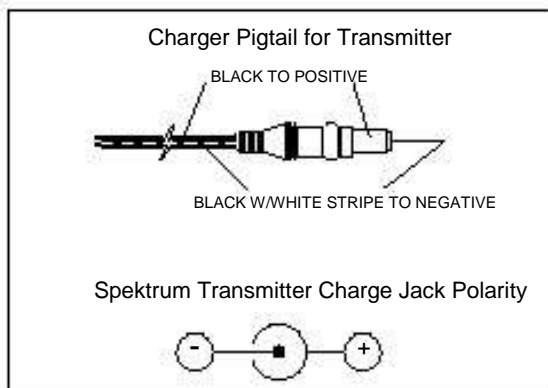 Charger Pigtail for Transmitter
BLACK TO POSITIVE
BLACK W/WHITE STRIPE TO NEGATIVE
Spektrum Transmitter Charge Jack Polarity
- +